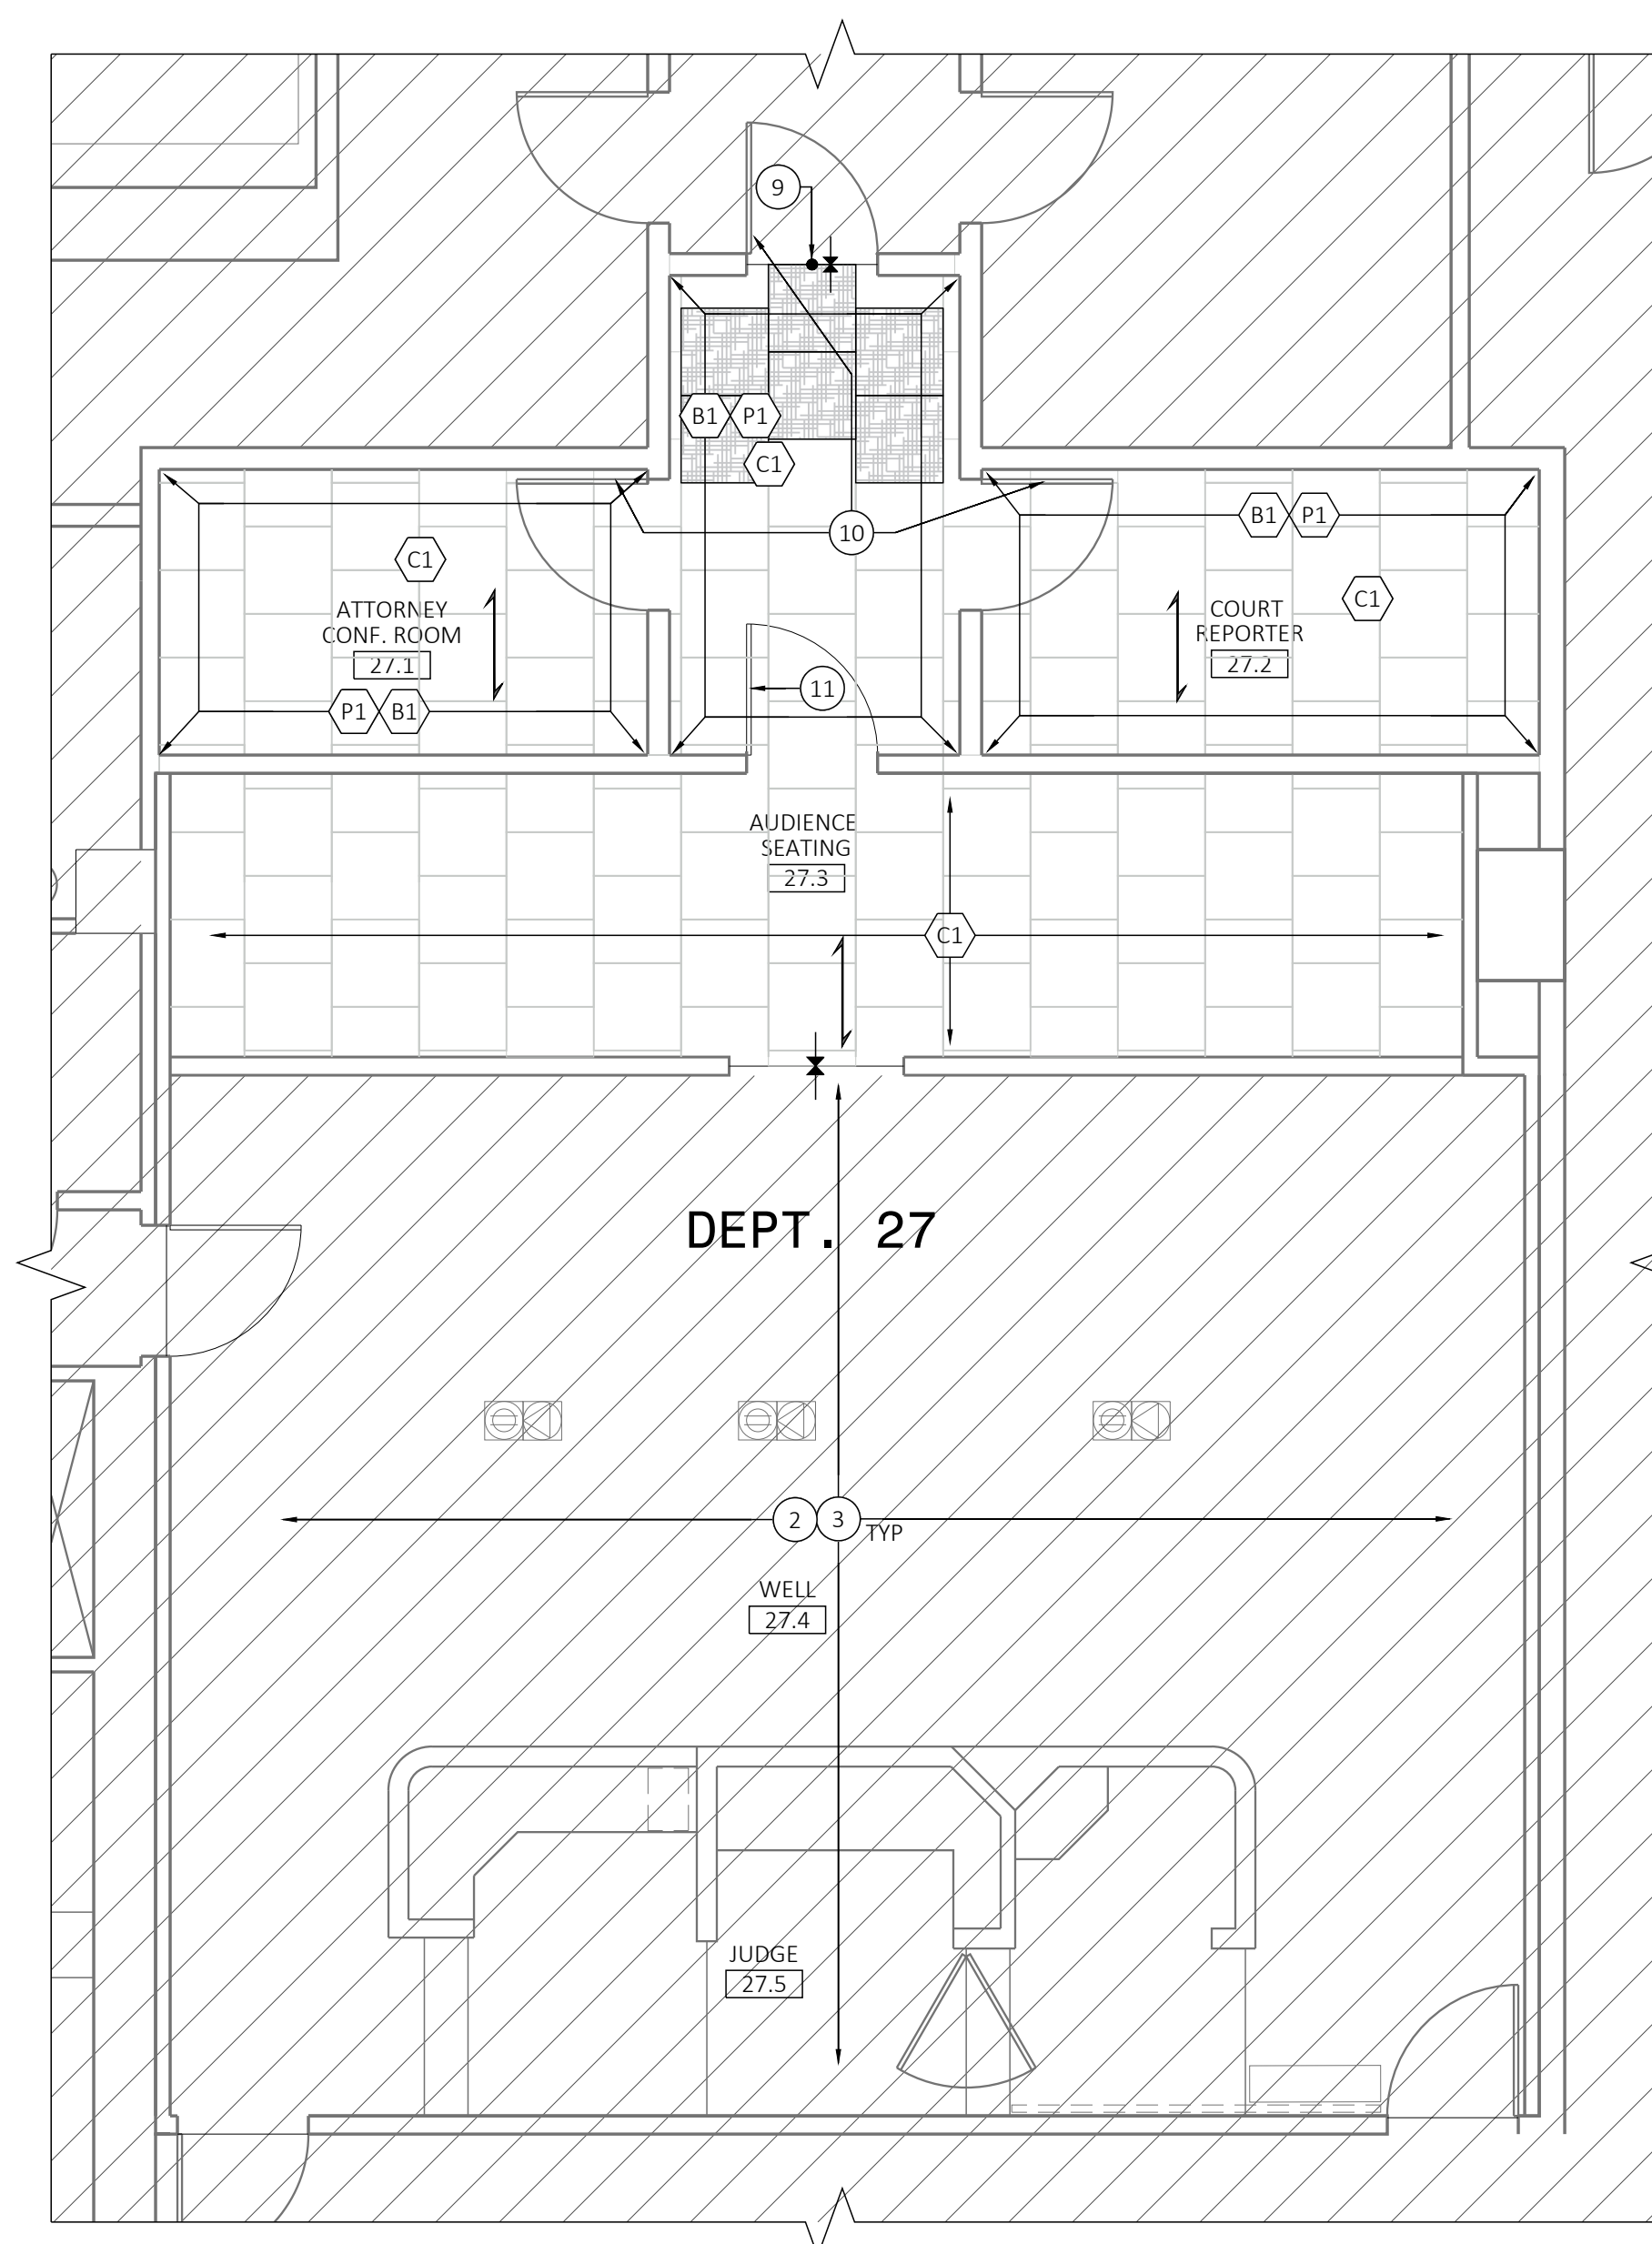 9
B1 P1
C1
10
B1 P1
C1
ATTORNEY
CONF. ROOM
27.1
P1 B1
C1
COURT
REPORTER
27.2
11
AUDIENCE
SEATING
27.3
C1
DEPT. 27
2 3 TYP
WELL
27.4
JUDGE
27.5